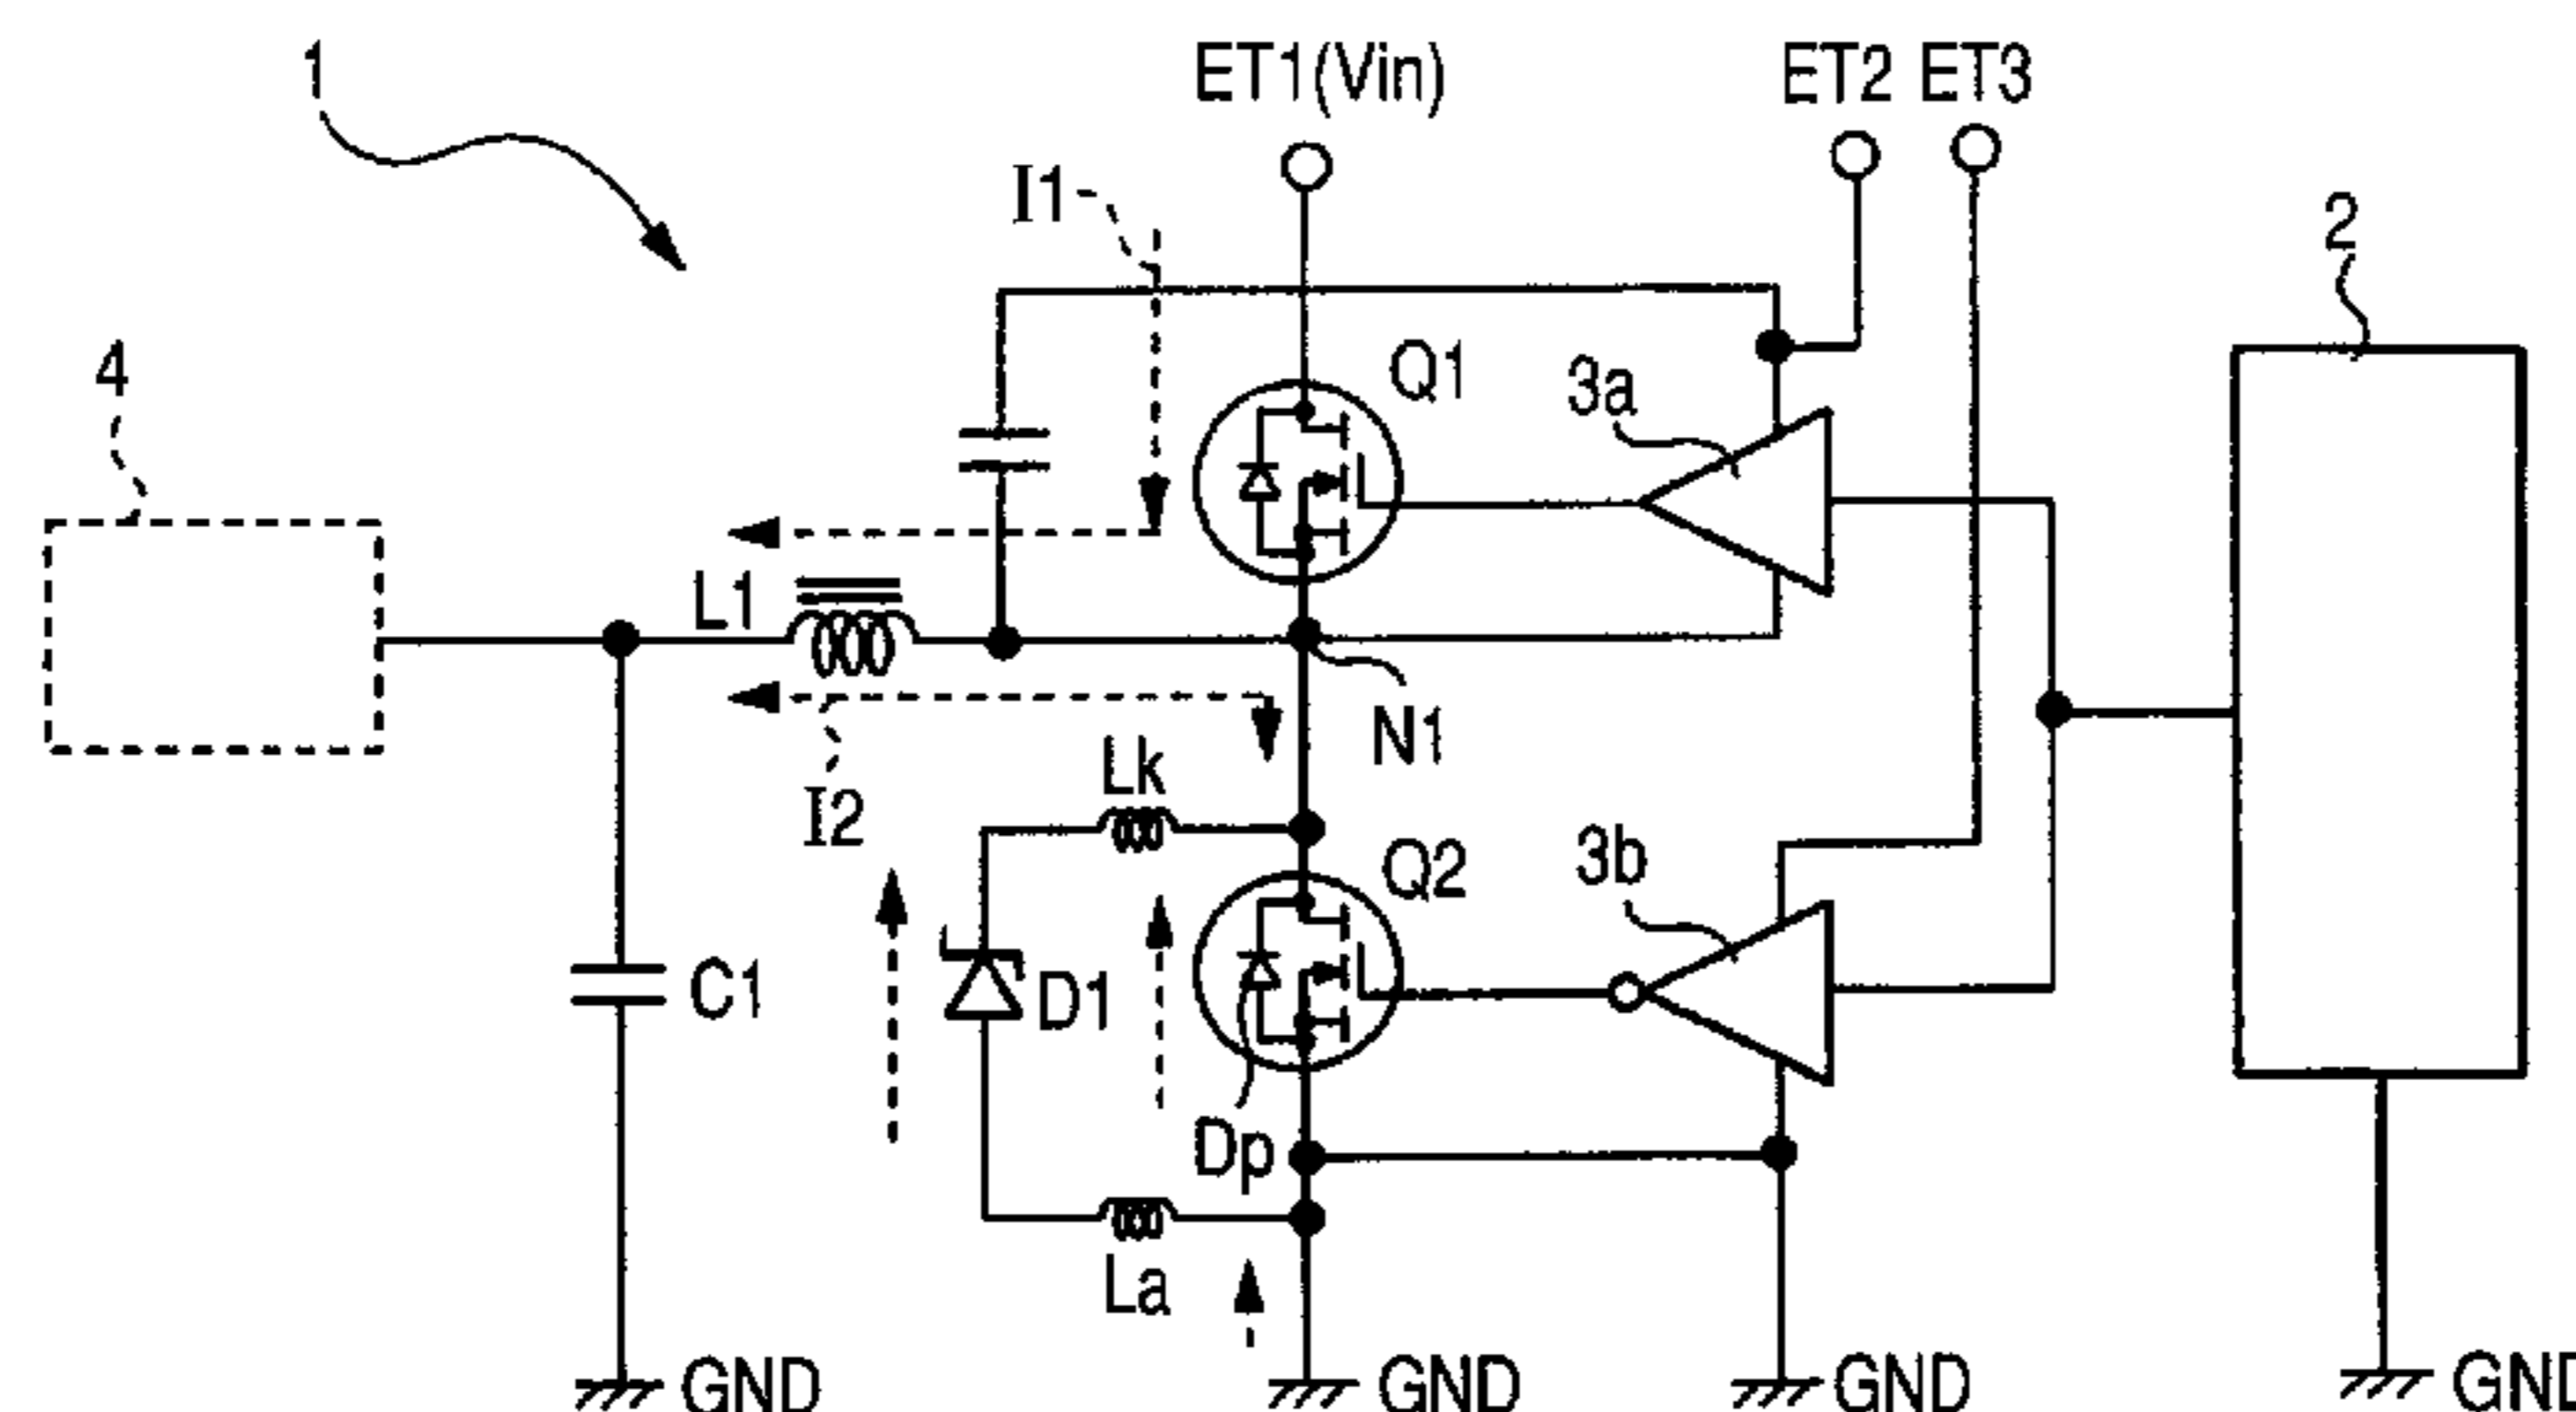 1
ET1(Vin)
ET2
ET3
I1
2
4
Q1
3a
L1
N1
Lk
I2
Q2
3b
C1
D1
Dp
La
GND
GND
GND
GND